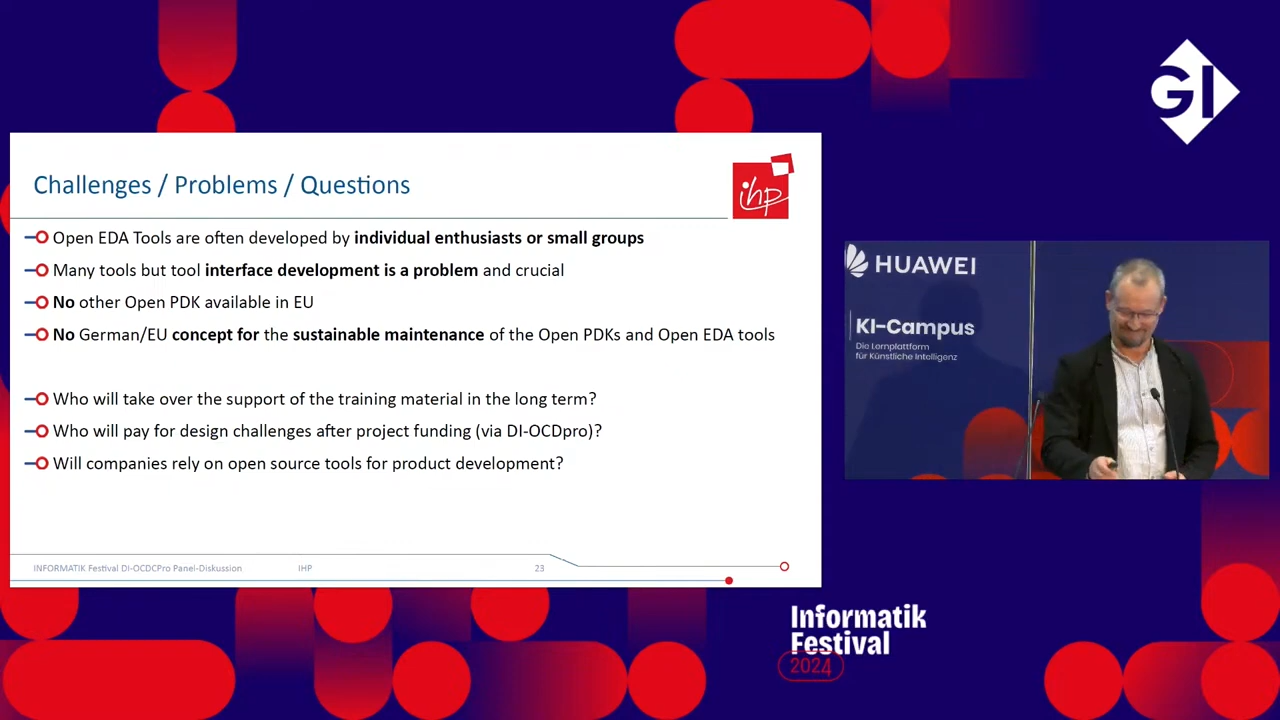 GI
Challenges / Problems / Questions
ihp
Open EDA Tools are often developed by individual enthusiasts or small groups
Many tools but tool interface development is a problem and crucial
No other Open PDK available in EU
No German/EU concept for the sustainable maintenance of the Open PDKs and Open EDA tools
Who will take over the support of the training material in the long term?
Who will pay for design challenges after project funding (via DI-OCDpro)?
Will companies rely on open source tools for product development?
INFORMATIK Festival DI-OCDCPro Panel-Diskussion IHP 23
HUAWEI
KI-Campus
Die Lernplattform
für Künstliche Intelligenz
Informatik
Festival
2024